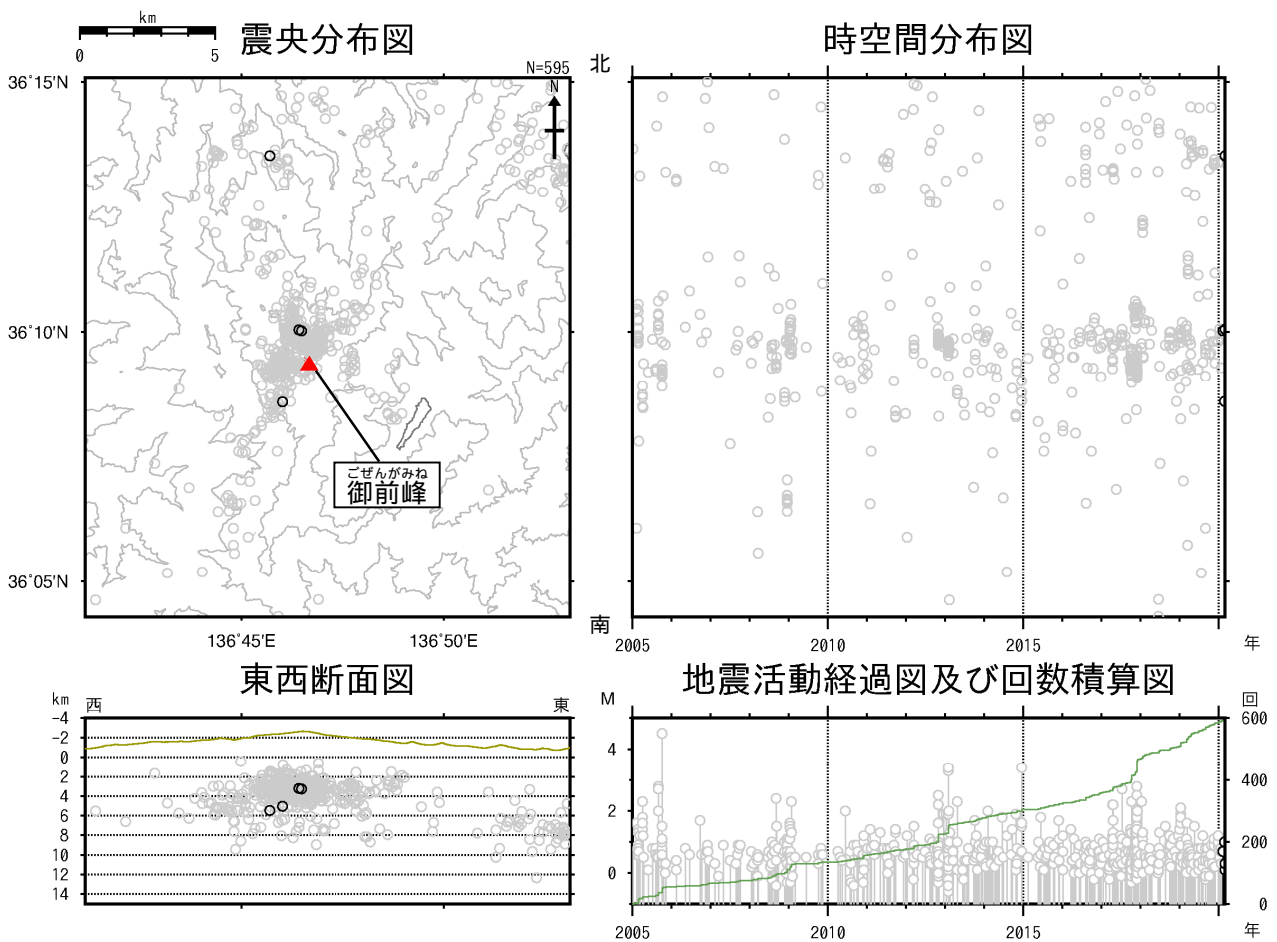 km
0 5
震央分布図
N=595
N
36°15'N
36°10'N
36°05'N
136°45'E 136°50'E
ごぜんがみね
御前峰
時空間分布図
北
南
2005 2010 2015 年
東西断面図
km 西 東
-4
-2
0
2
4
6
8
10
12
14
地震活動経過図及び回数積算図
M 回
4
2
0
600
400
200
0
2005 2010 2015 年